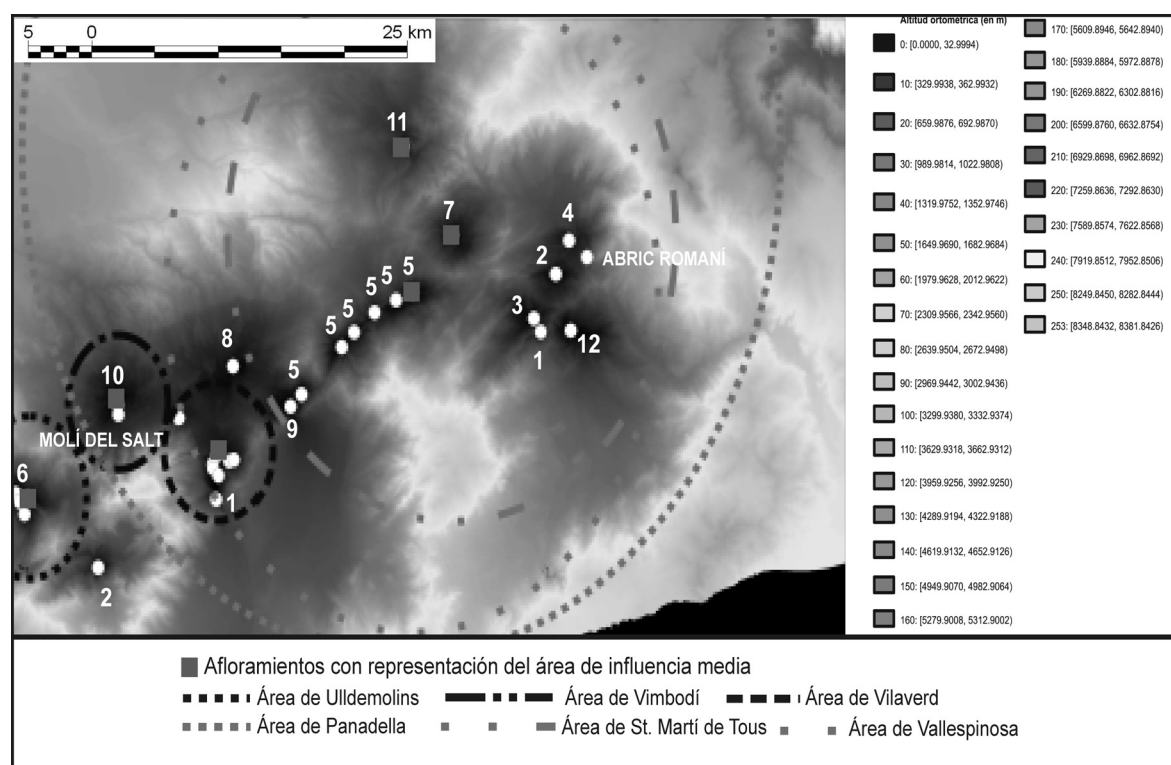 5 0 25 km
11
7
4
2
ABRIC ROMANÍ
5
5
5
5
5
3
1
12
8
5
10
9
MOLÍ DEL SALT
6
1
2
Altitud ortométrica (en m)
0: [0.0000, 32.9994)
10: [329.9938, 362.9932)
20: [659.9876, 692.9870)
30: [989.9814, 1022.9808)
40: [1319.9752, 1352.9746)
50: [1649.9690, 1682.9684)
60: [1979.9628, 2012.9622)
70: [2309.9566, 2342.9560)
80: [2639.9504, 2672.9498)
90: [2969.9442, 3002.9436)
100: [3299.9380, 3332.9374)
110: [3629.9318, 3662.9312)
120: [3959.9256, 3992.9250)
130: [4289.9194, 4322.9188)
140: [4619.9132, 4652.9126)
150: [4949.9070, 4982.9064)
160: [5279.9008, 5312.9002)
170: [5609.8946, 5642.8940)
180: [5939.8884, 5972.8878)
190: [6269.8822, 6302.8816)
200: [6599.8760, 6632.8754)
210: [6929.8698, 6962.8692)
220: [7259.8636, 7292.8630)
230: [7589.8574, 7622.8568)
240: [7919.8512, 7952.8506)
250: [8249.8450, 8282.8444)
253: [8348.8432, 8381.8426)
Afloramientos con representación del área de influencia media
Área de Ulldemolins Área de Vimbodí Área de Vilaverd
Área de Panadella Área de St. Martí de Tous Área de Vallespinosa